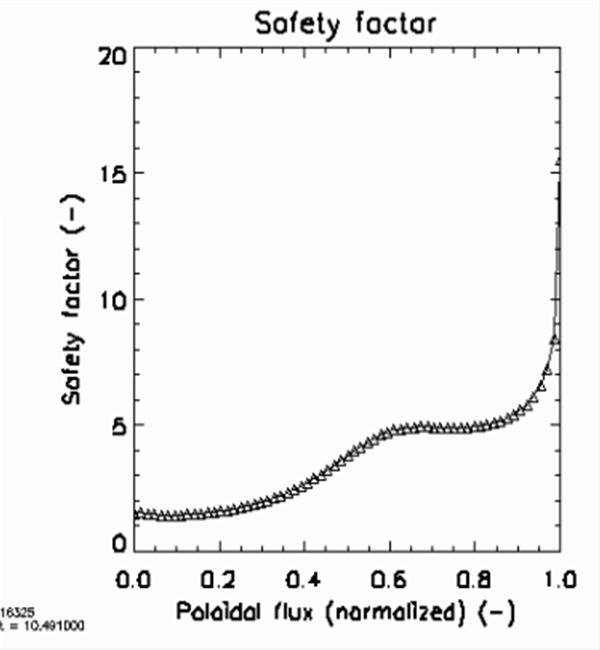 Safety factor
20
15
10
5
0
Safety factor (-)
0.0 0.2 0.4 0.6 0.8 1.0
Poloidal flux (normalized) (-)
16325
t = 10.491000